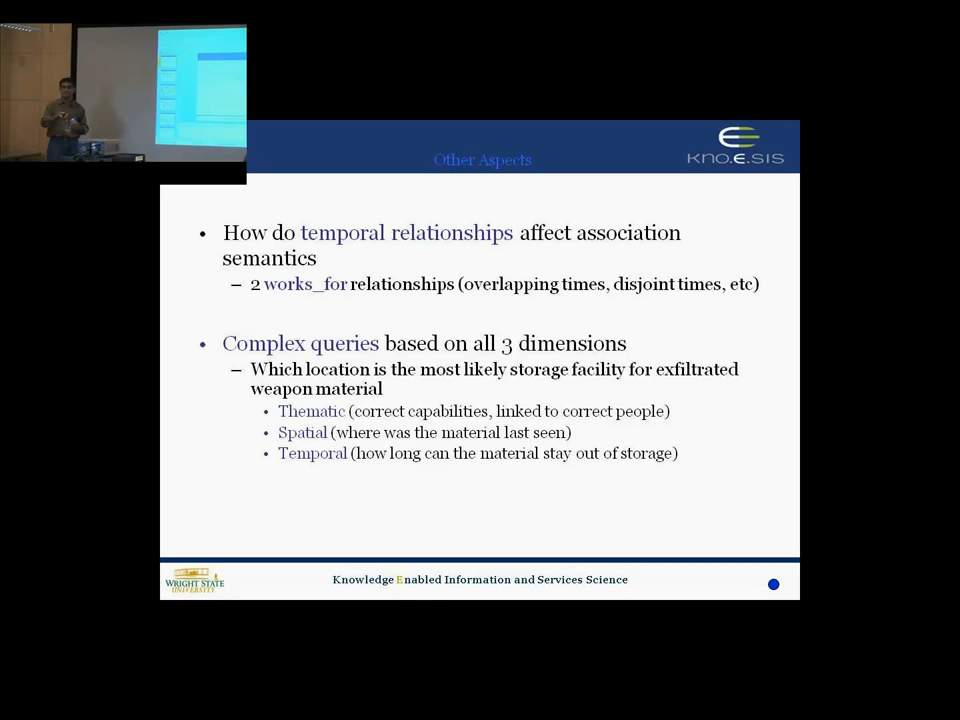 Other Aspects
KNO.E.SIS
• How do temporal relationships affect association
semantics
– 2 works_for relationships (overlapping times, disjoint times, etc)
• Complex queries based on all 3 dimensions
– Which location is the most likely storage facility for exfiltrated
weapon material
• Thematic (correct capabilities, linked to correct people)
• Spatial (where was the material last seen)
• Temporal (how long can the material stay out of storage)
WRIGHT STATE
UNIVERSITY
Knowledge Enabled Information and Services Science